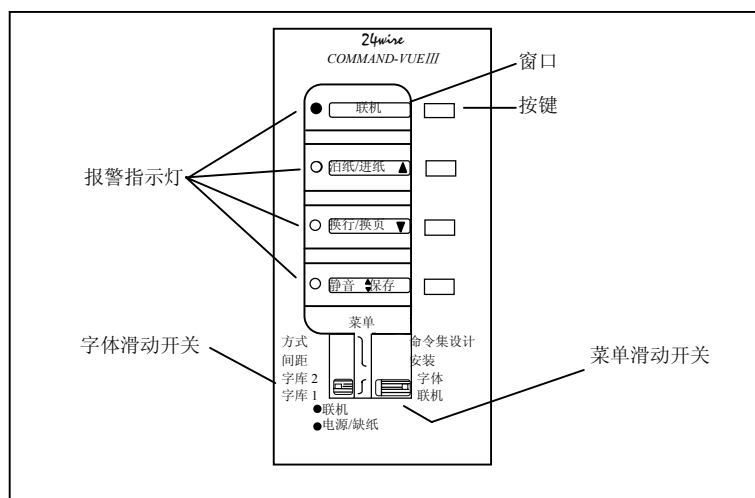 24wire
COMMAND-VUEIII
窗口
联机
按键
泊纸/进纸
报警指示灯
换行/换页
静音 保存
菜单
方式
命令集设计
字体滑动开关
间距
安装
菜单滑动开关
字库 2
字体
字库 1
联机
联机
电源/缺纸